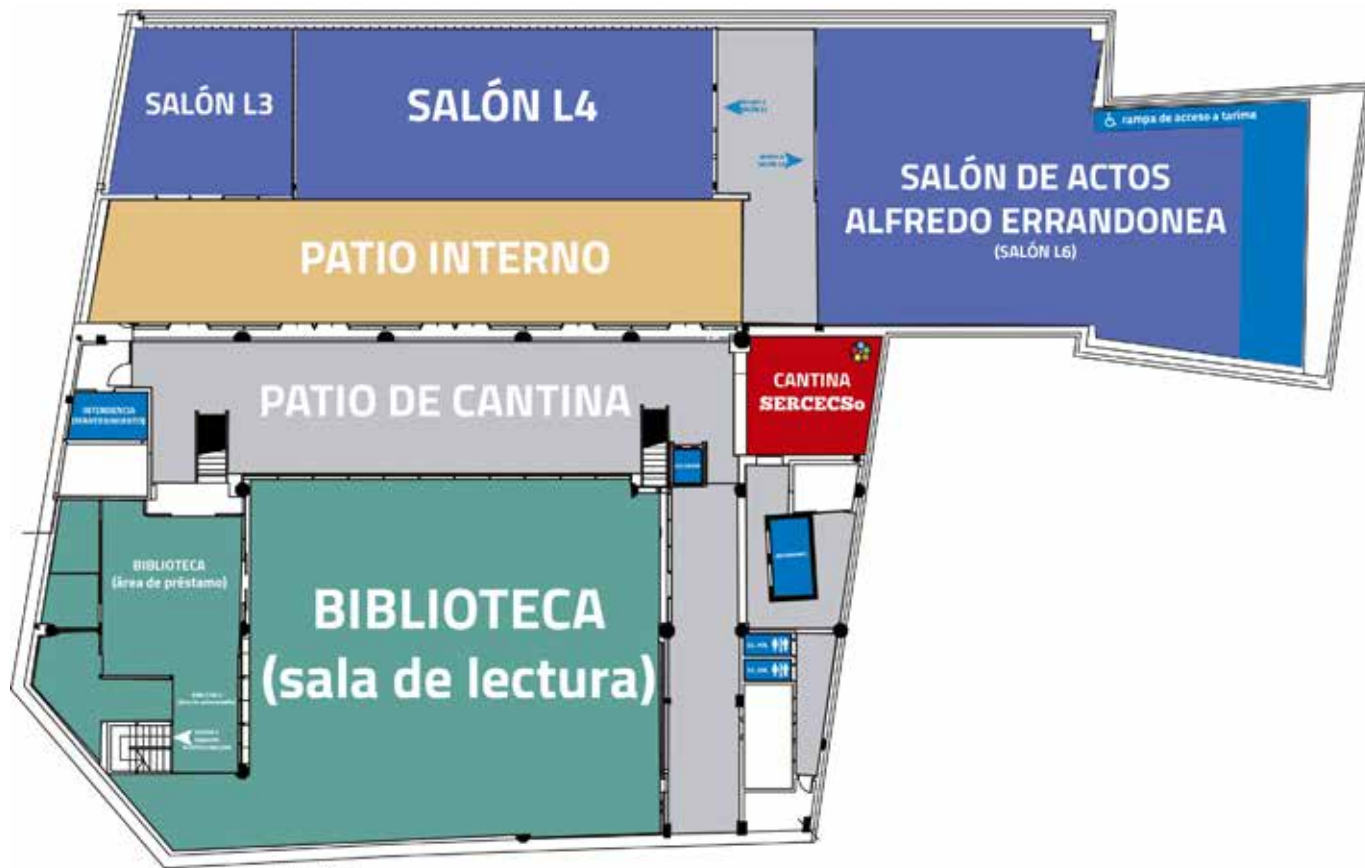 SALÓN L3
SALÓN L4
rampa de acceso a tarima
SALÓN DE ACTOS
ALFREDO ERRANDONEA
(SALÓN L6)
PATIO INTERNO
PATIO DE CANTINA
CANTINA
SERCECSo
INTENDENCIA
BIBLIOTECA
(área de préstamo)
BIBLIOTECA
(sala de lectura)